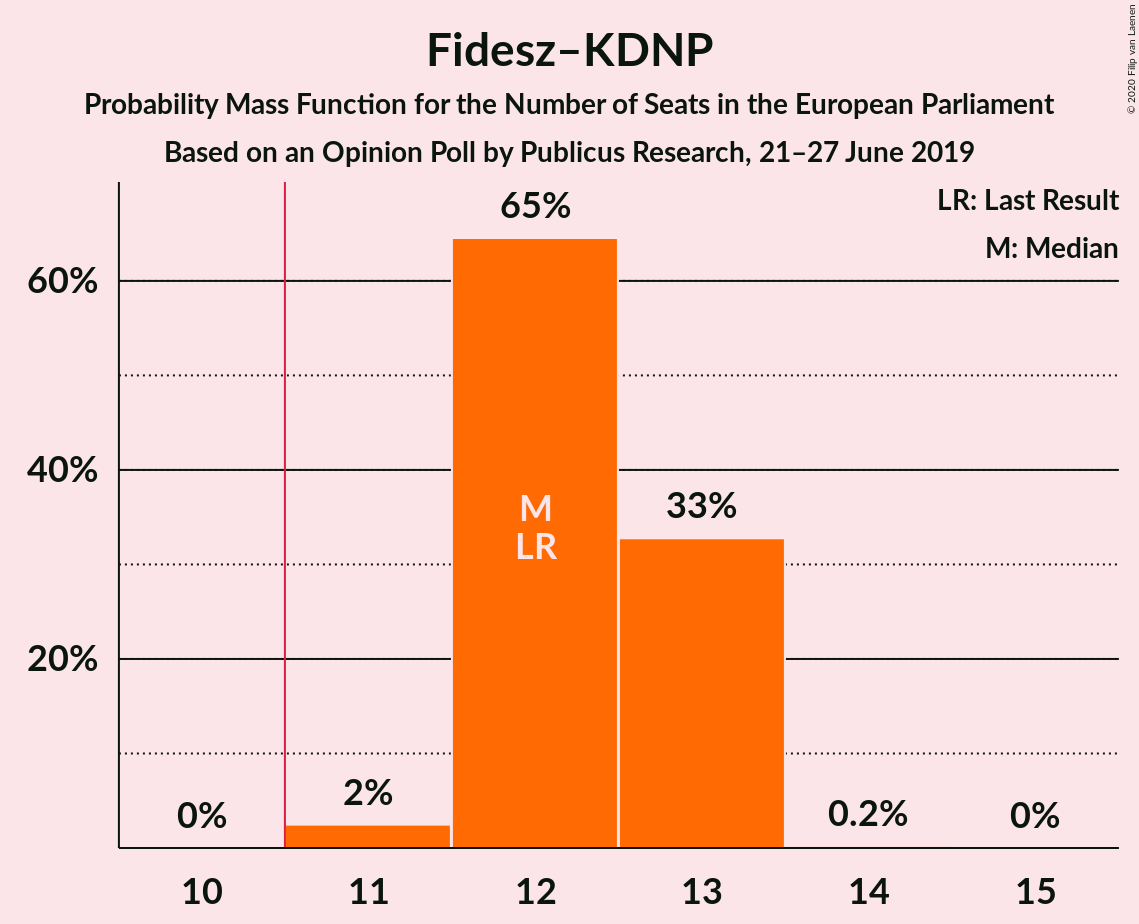 Fidesz–KDNP
Probability Mass Function for the Number of Seats in the European Parliament
Based on an Opinion Poll by Publicus Research, 21–27 June 2019
© 2020 Filip van Laenen
LR: Last Result
M: Median
60%
40%
20%
0%
2%
65%
33%
0.2%
0%
M
LR
10
11
12
13
14
15